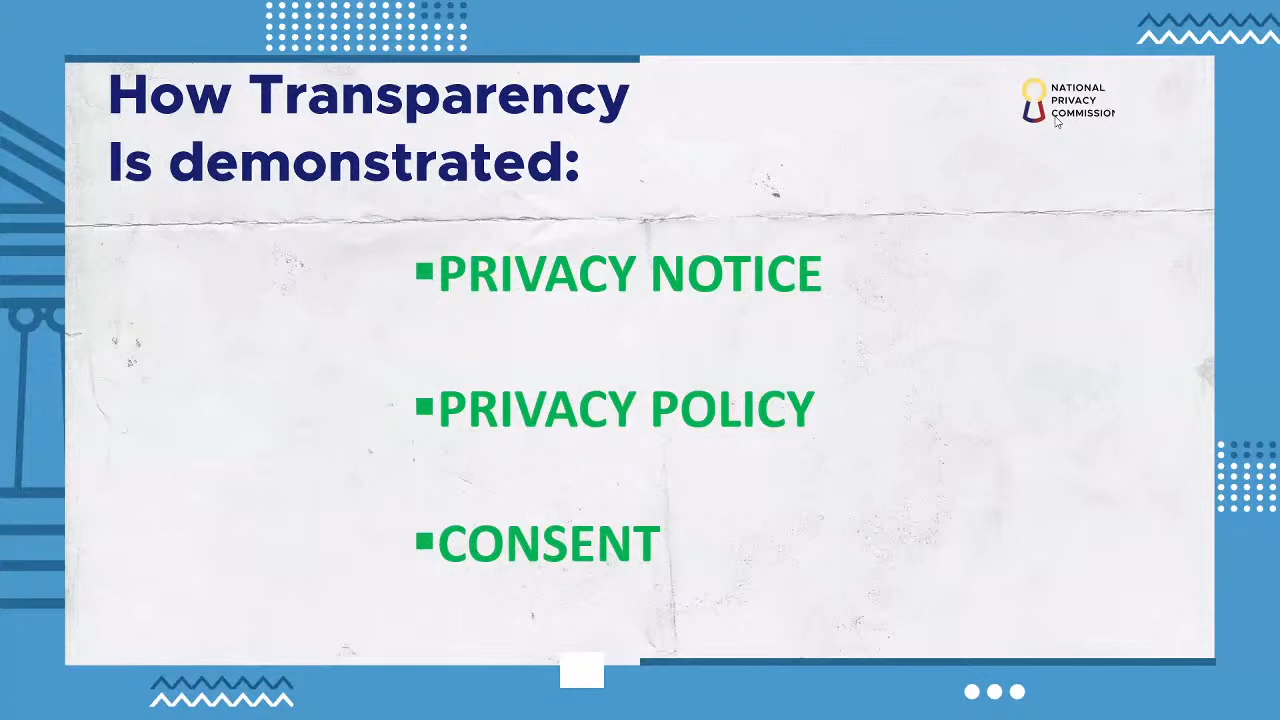 How Transparency
Is demonstrated:
NATIONAL
PRIVACY
COMMISSION
▪PRIVACY NOTICE
▪PRIVACY POLICY
▪CONSENT